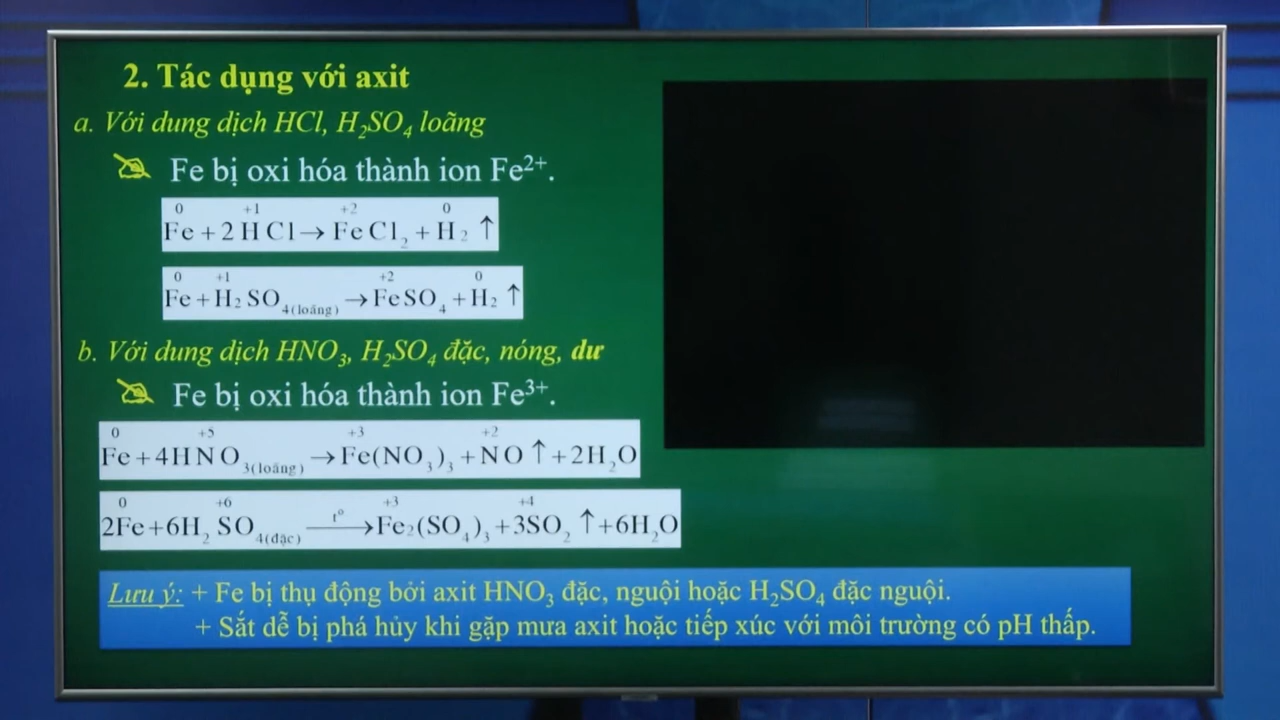 2. Tác dụng với axit
a. Với dung dịch HCl, H₂SO₄ loãng
Fe bị oxi hóa thành ion Fe²⁺.
0 +1 +2 0
Fe + 2HCl → FeCl₂ + H₂ ↑
0 +1 +2 0
Fe + H₂SO₄(loãng) → FeSO₄ + H₂ ↑
b. Với dung dịch HNO₃, H₂SO₄ đặc, nóng, dư
Fe bị oxi hóa thành ion Fe³⁺.
0 +5 +3 +2
Fe + 4HNO₃(loãng) → Fe(NO₃)₃ + NO ↑ + 2H₂O
0 +6 +3 +4
2Fe + 6H₂SO₄(đặc) t° → Fe₂(SO₄)₃ + 3SO₂ ↑ + 6H₂O
Lưu ý: + Fe bị thụ động bởi axit HNO₃ đặc, nguội hoặc H₂SO₄ đặc nguội.
+ Sắt dễ bị phá hủy khi gặp mưa axit hoặc tiếp xúc với môi trường có pH thấp.